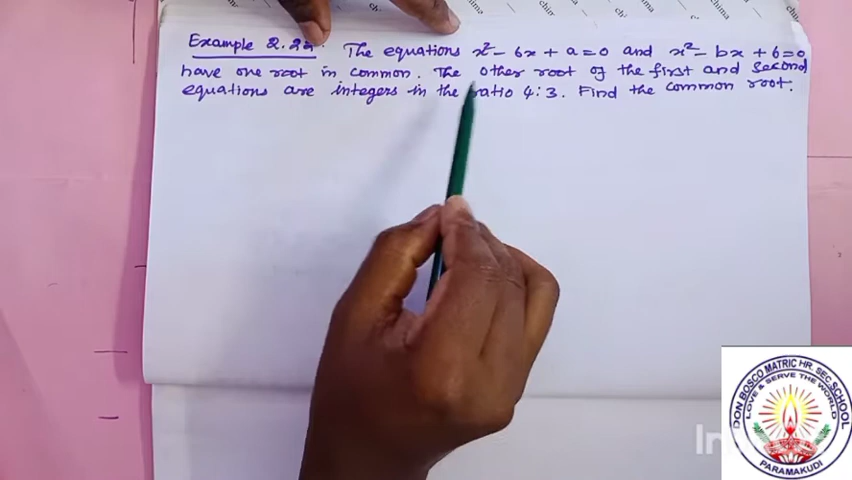 Example 2.22. The equations x² - 6x + a = 0 and x² - bx + 6 = 0
have one root in common. The other root of the first and second
equations are integers in the ratio 4:3. Find the common root.
DON BOSCO MATRIC HR. SEC SCHOOL
LOVE & SERVE THE WORLD
PARAMAKUDI